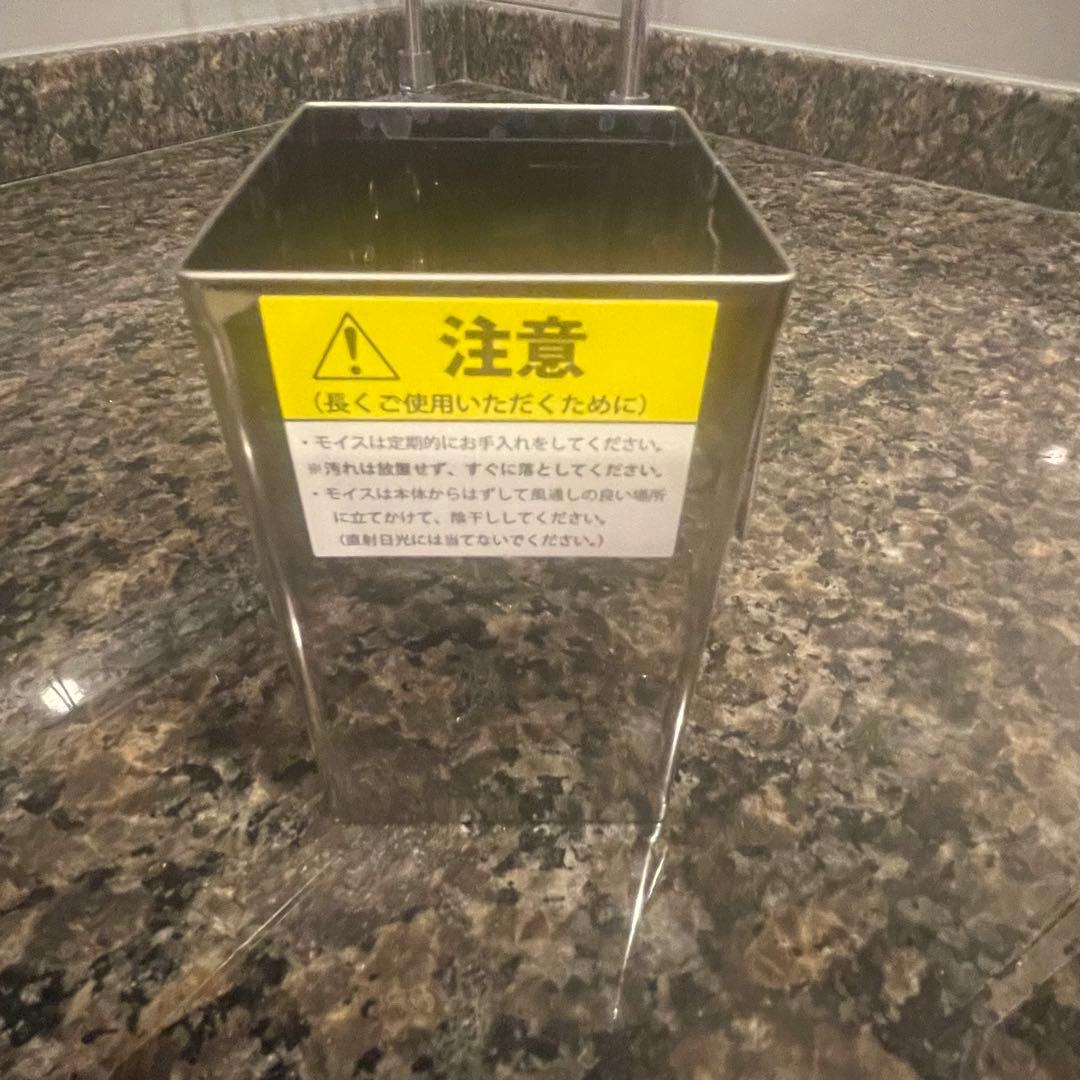 注意
(長くご使用いただくために)
・モイスは定期的にお手入れをしてください。
※汚れは放置せず、すぐに落としてください。
・モイスは本体からはずして風通しの良い場所
に立てかけて、陰干ししてください。
(直射日光には当てないでください。)